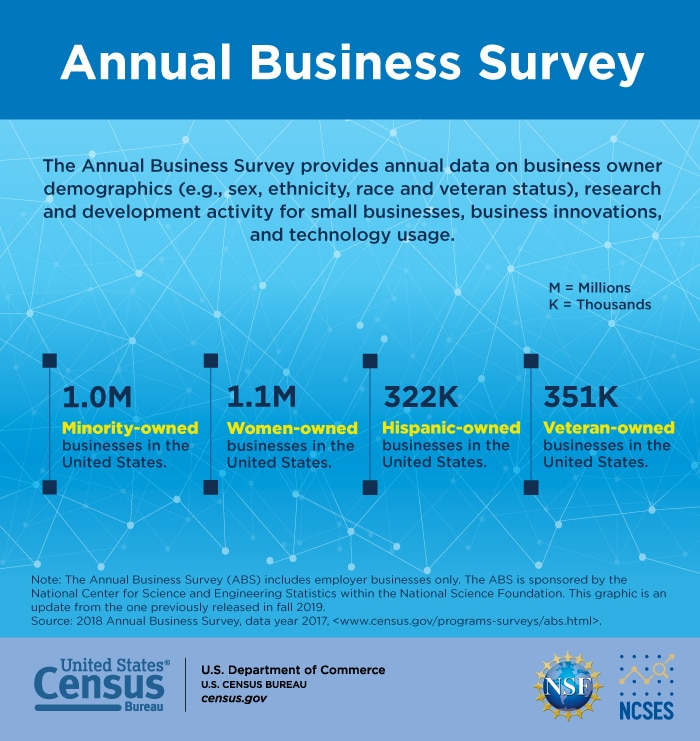 Annual Business Survey
The Annual Business Survey provides annual data on business owner
demographics (e.g., sex, ethnicity, race and veteran status), research
and development activity for small businesses, business innovations,
and technology usage.
M = Millions
K = Thousands
1.0M
Minority-owned
businesses in the
United States.
1.1M
Women-owned
businesses in the
United States.
322K
Hispanic-owned
businesses in the
United States.
351K
Veteran-owned
businesses in the
United States.
Note: The Annual Business Survey (ABS) includes employer businesses only. The ABS is sponsored by the
National Center for Science and Engineering Statistics within the National Science Foundation. This graphic is an
update from the one previously released in fall 2019.
Source: 2018 Annual Business Survey, data year 2017, <www.census.gov/programs-surveys/abs.html>.
United States®
Census
Bureau
U.S. Department of Commerce
U.S. CENSUS BUREAU
census.gov
NSF
NCSES